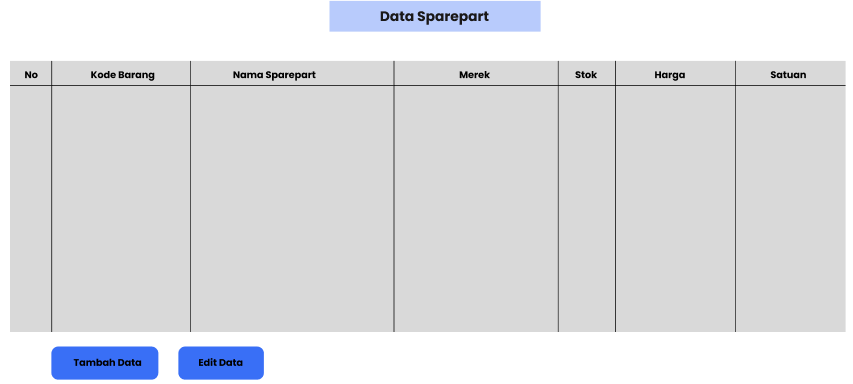 Data Sparepart
No Kode Barang Nama Sparepart Merek Stok Harga Satuan
Tambah Data Edit Data